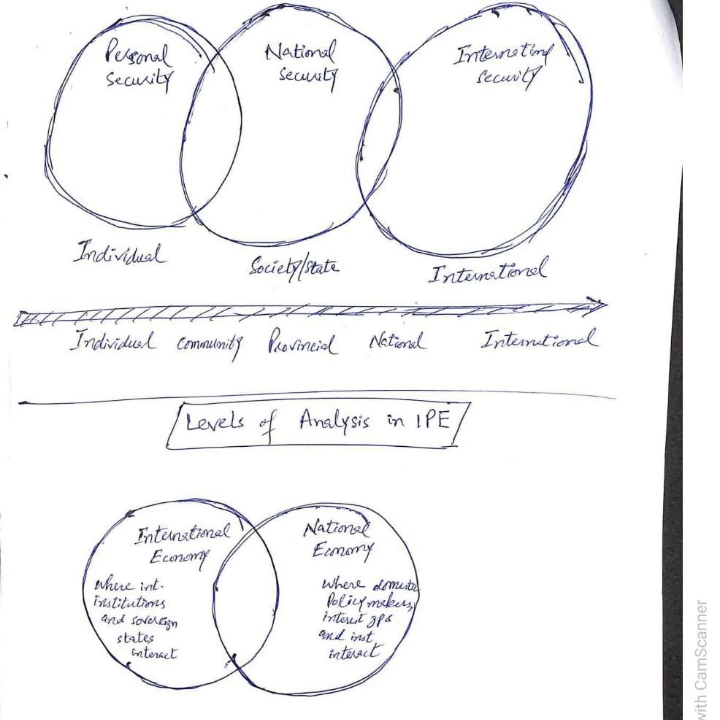 Personal
security
National
security
Internationl
security
Individual
Society/state
International
Individual community Provincial National International
Levels of Analysis in IPE
International
Economy
where int.
institutions
and sovereign
states
interact
National
Economy
where domestic
Policymakers,
interest gps
and inst
interact
with CamScanner